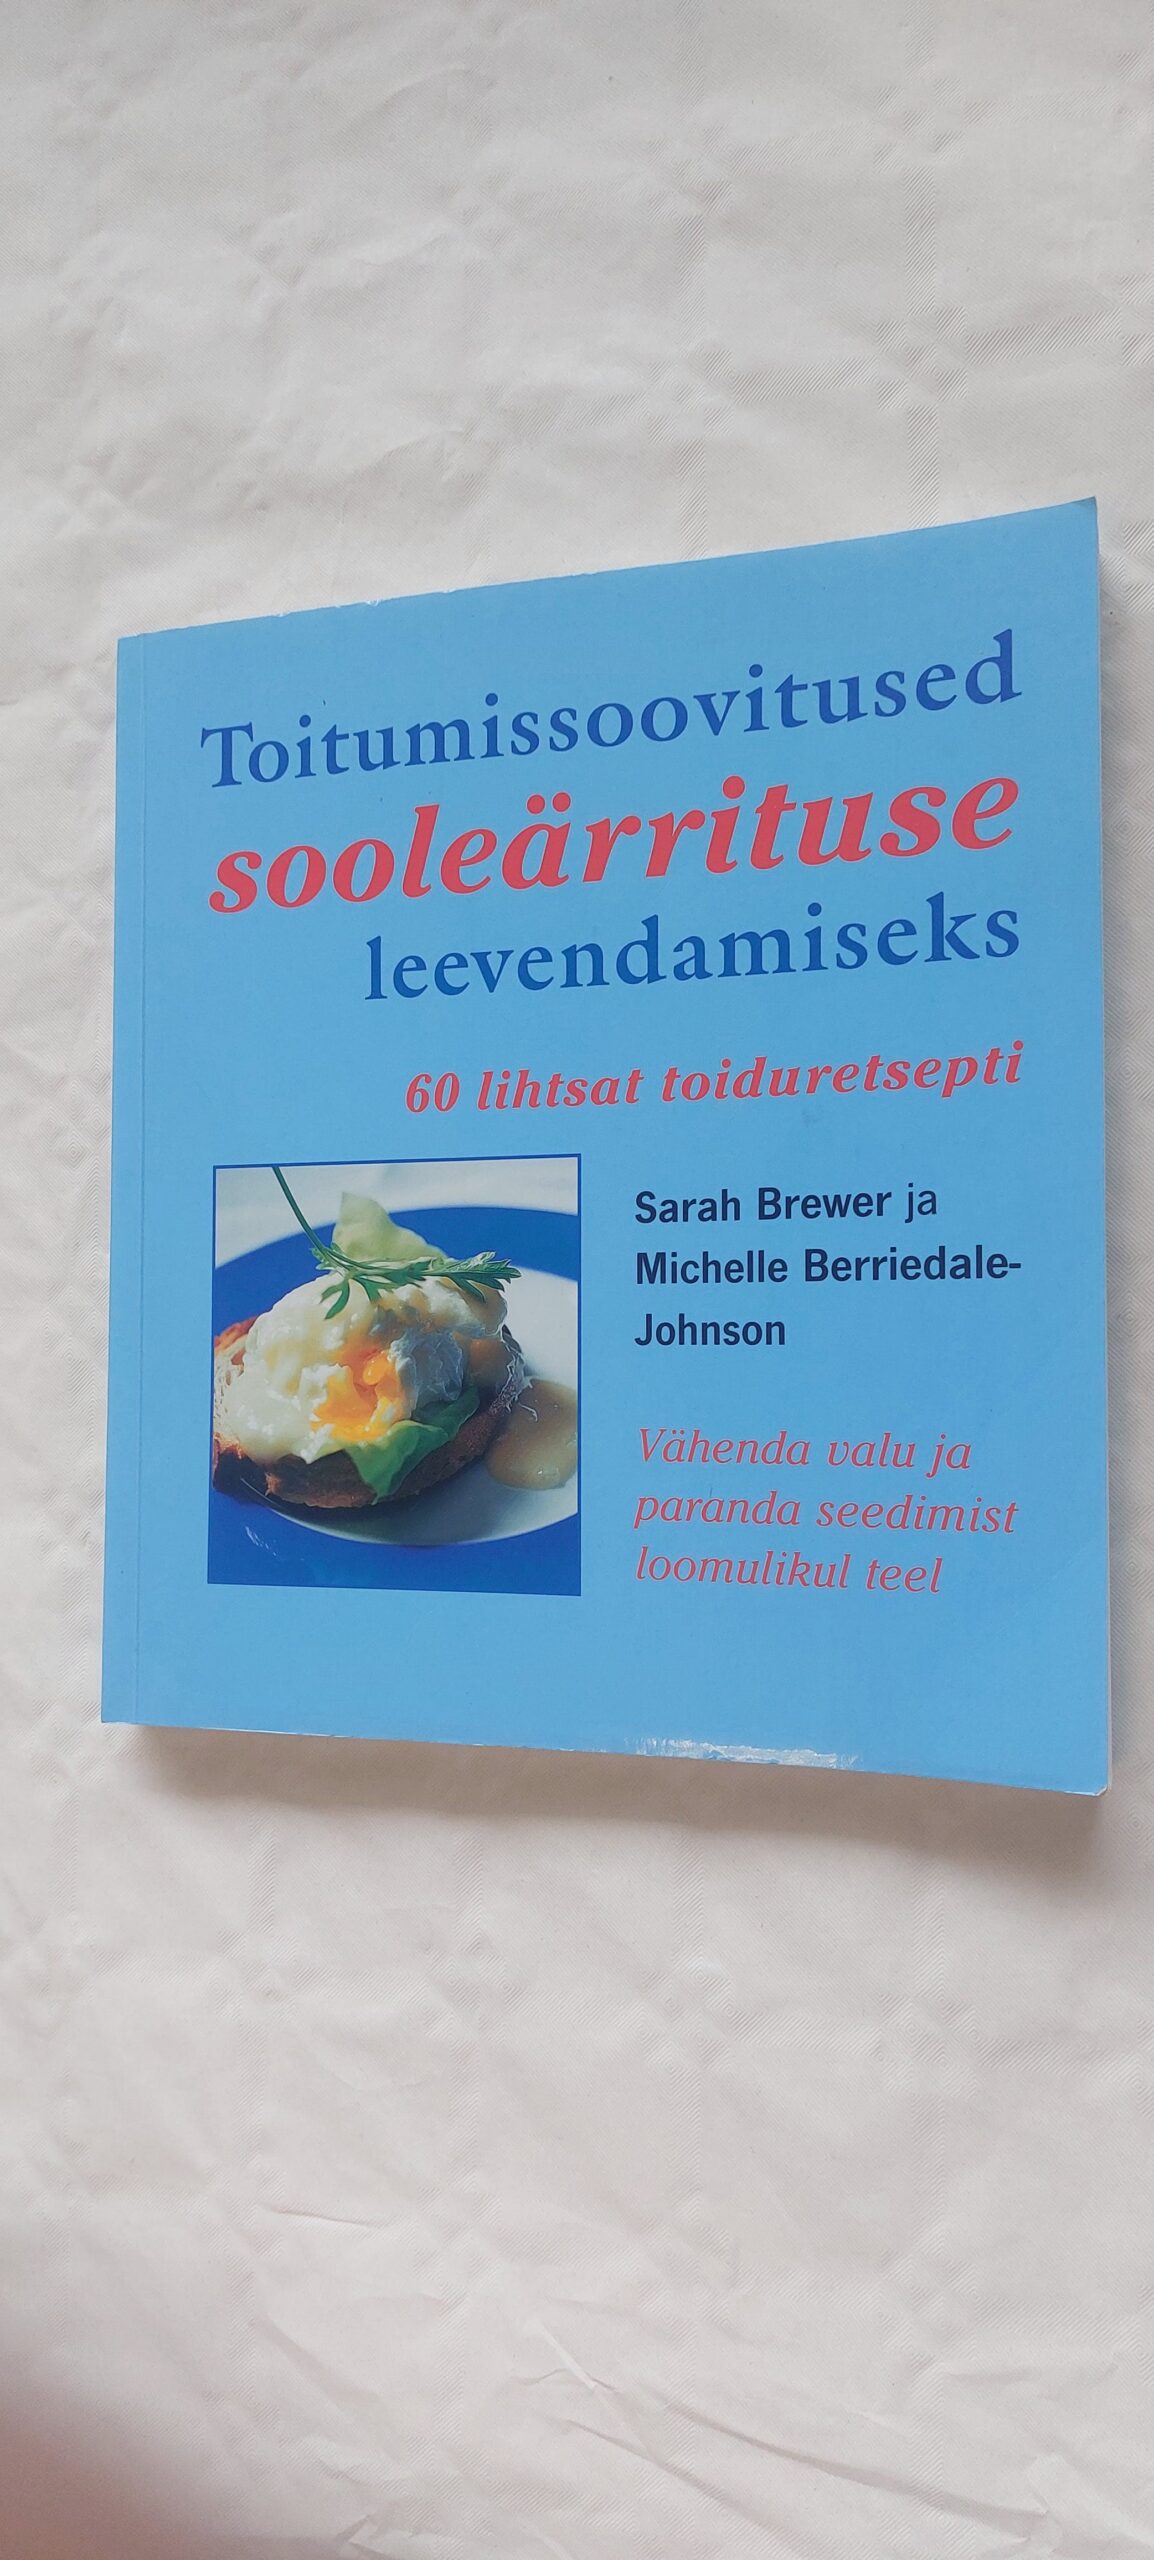 Toitumissoovitused
sooleärrituse
leevendamiseks
60 lihtsat toiduretsepti
Sarah Brewer ja
Michelle Berriedale-
Johnson
Vähenda valu ja
paranda seedimist
loomulikul teel